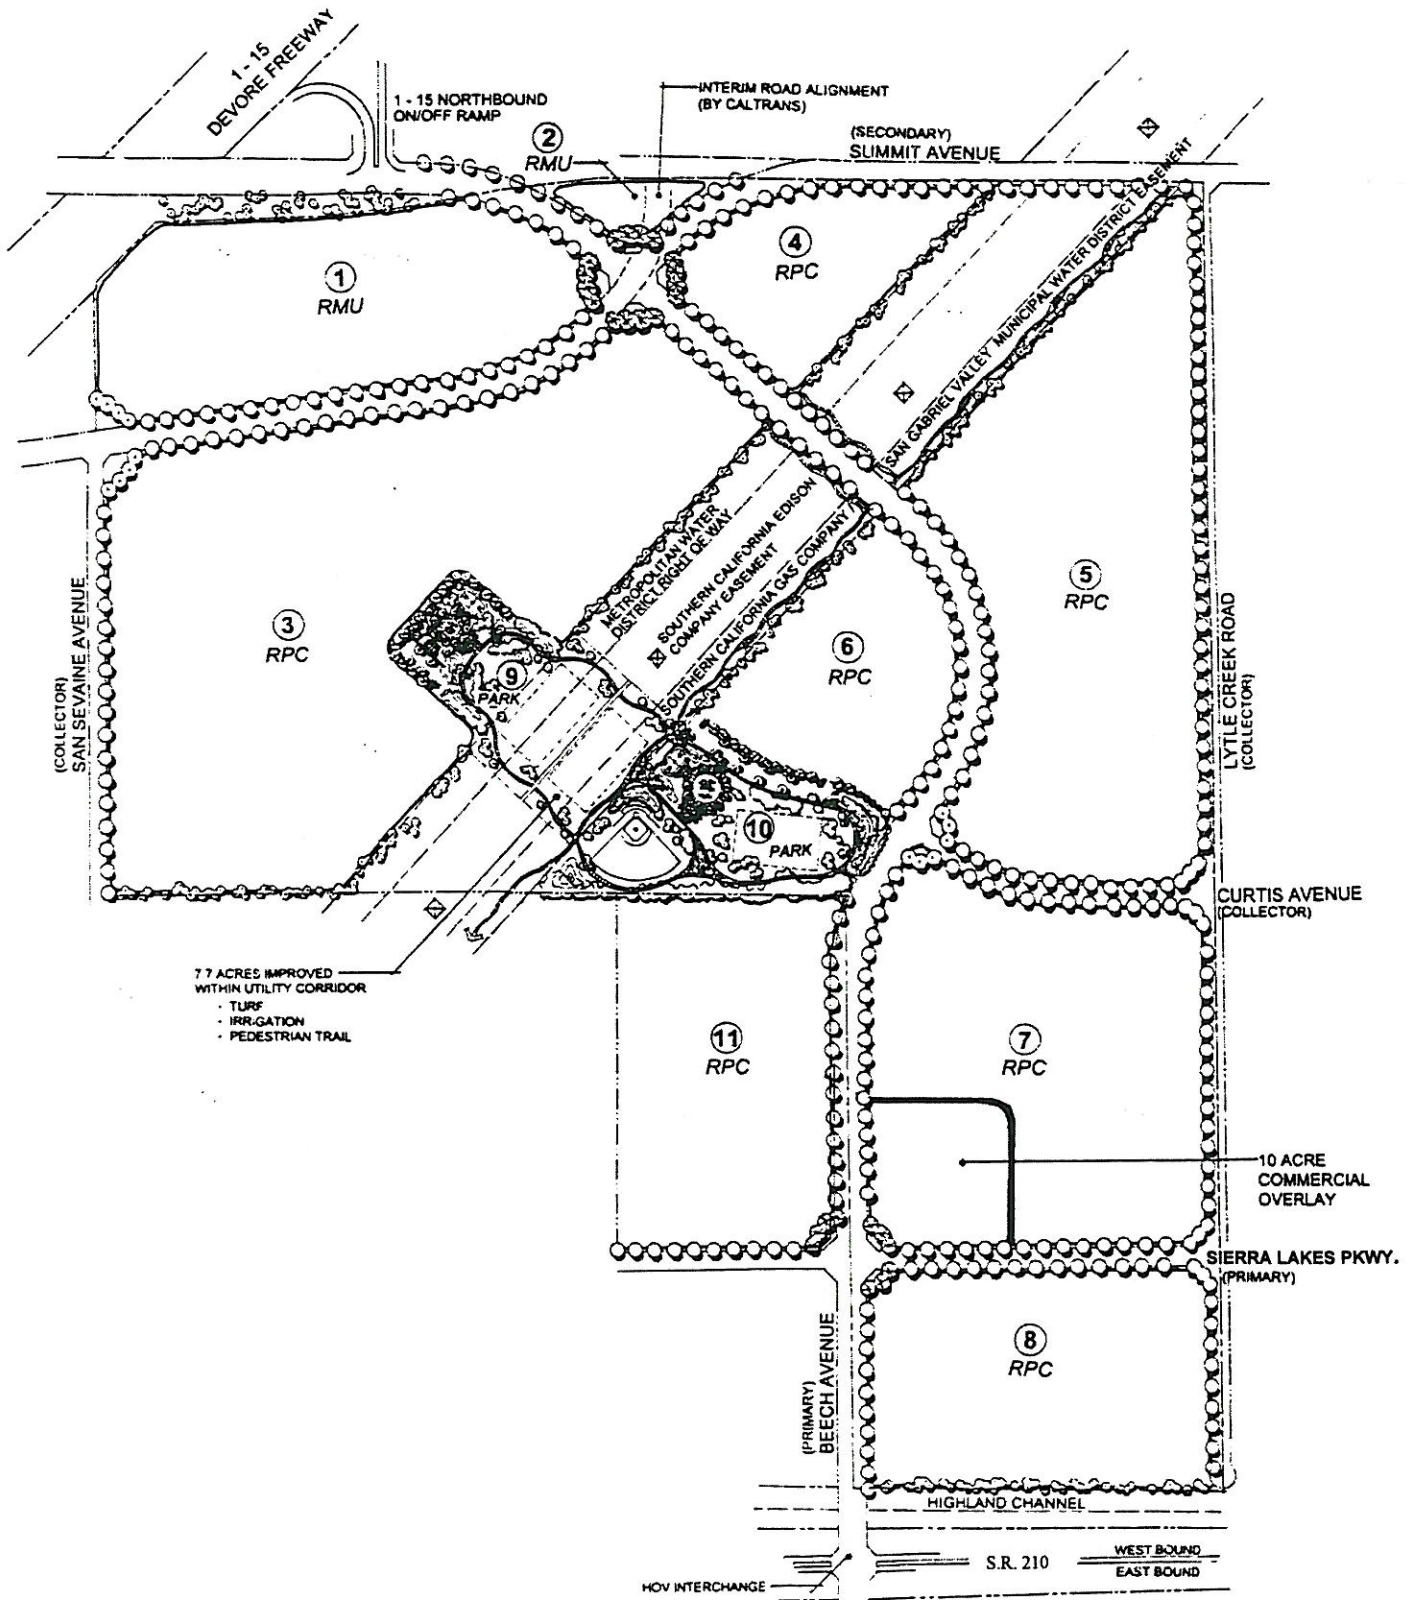 1 - 15
DEVORE FREEWAY
1 - 15 NORTHBOUND
ON/OFF RAMP
INTERIM ROAD ALIGNMENT
(BY CALTRANS)
2
RMU
(SECONDARY)
SUMMIT AVENUE
4
RPC
1
RMU
SAN GABRIEL VALLEY MUNICIPAL WATER DISTRICT EASEMENT
METROPOLITAN WATER
DISTRICT RIGHT OF WAY
SOUTHERN CALIFORNIA EDISON
COMPANY EASEMENT
SOUTHERN CALIFORNIA GAS COMPANY
5
RPC
3
RPC
6
RPC
9
PARK
(COLLECTOR)
SAN SEVAINE AVENUE
LYTLE CREEK ROAD
(COLLECTOR)
10
PARK
CURTIS AVENUE
(COLLECTOR)
7 7 ACRES IMPROVED
WITHIN UTILITY CORRIDOR
- TURF
- IRRIGATION
- PEDESTRIAN TRAIL
11
RPC
7
RPC
10 ACRE
COMMERCIAL
OVERLAY
SIERRA LAKES PKWY.
(PRIMARY)
8
RPC
(PRIMARY)
BEECH AVENUE
HIGHLAND CHANNEL
S.R. 210
WEST BOUND
EAST BOUND
HOV INTERCHANGE